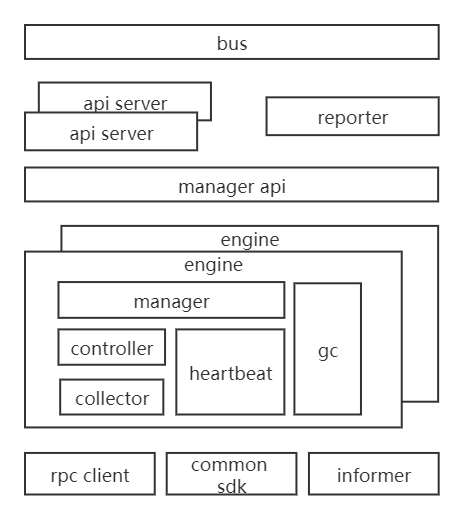 bus
api server
api server
reporter
manager api
engine
engine
manager
controller
heartbeat
gc
collector
rpc client
common
sdk
informer